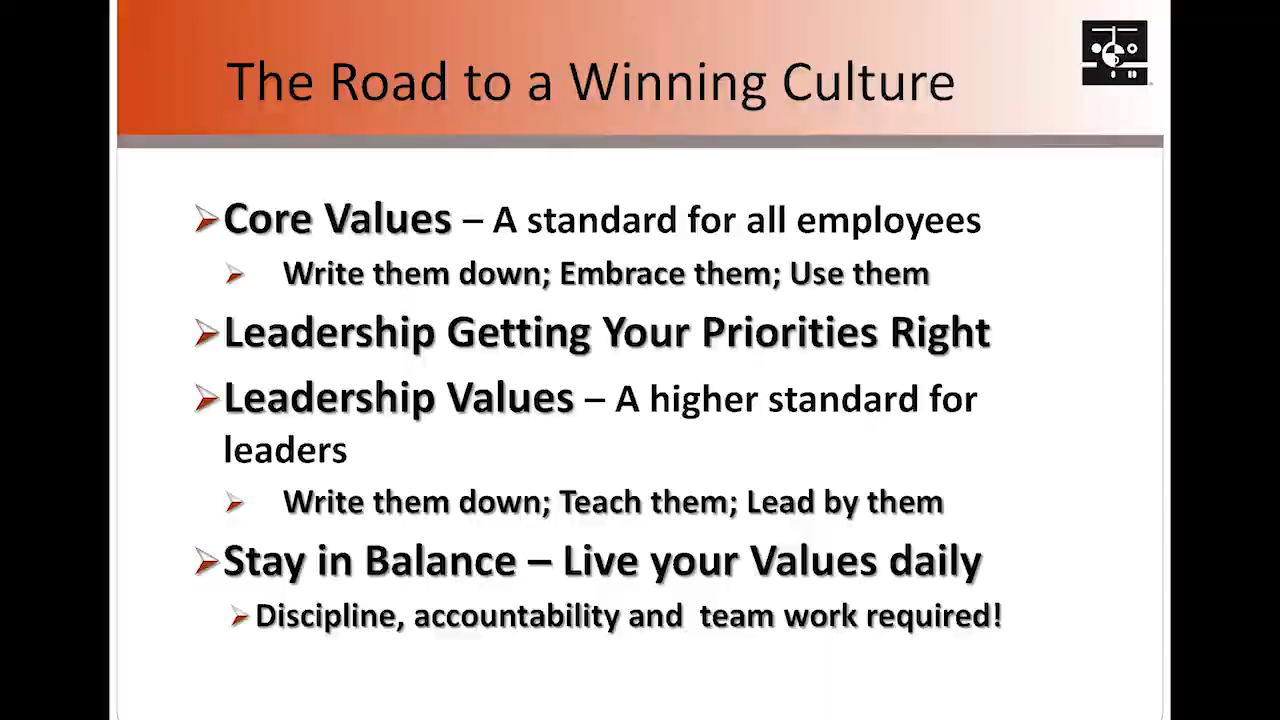 The Road to a Winning Culture
Core Values – A standard for all employees
Write them down; Embrace them; Use them
Leadership Getting Your Priorities Right
Leadership Values – A higher standard for
leaders
Write them down; Teach them; Lead by them
Stay in Balance – Live your Values daily
Discipline, accountability and  team work required!